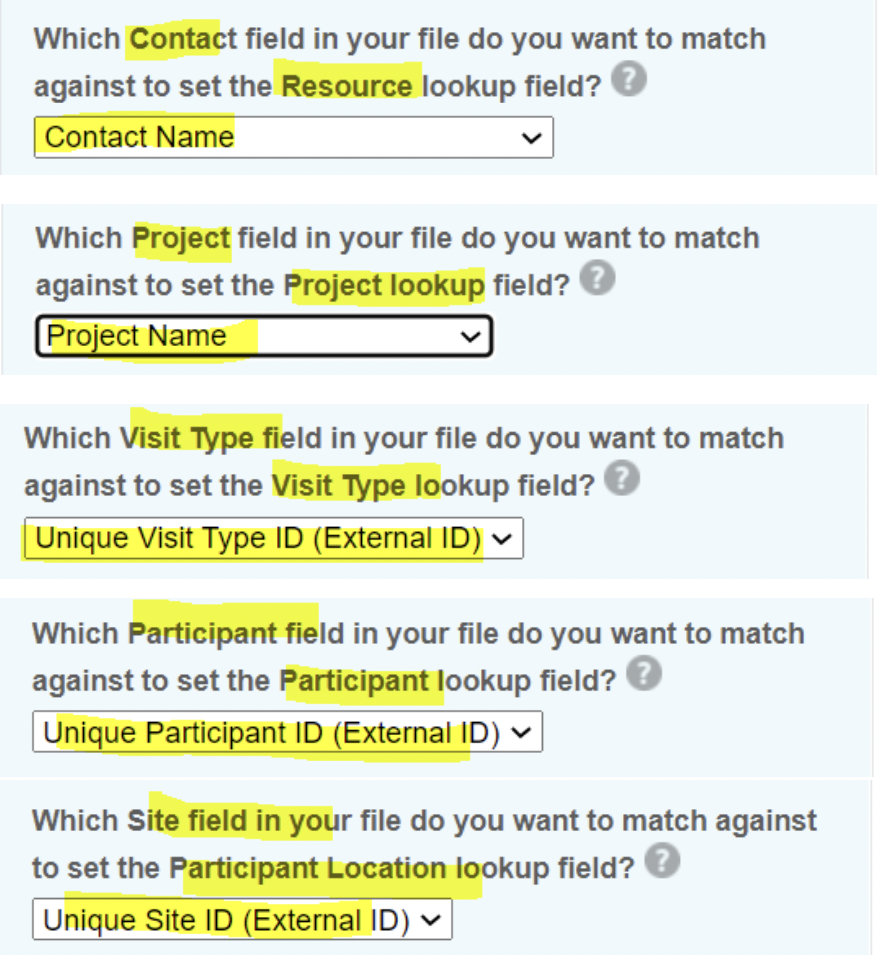 Which Contact field in your file do you want to match
against to set the Resource lookup field? ?
Contact Name
Which Project field in your file do you want to match
against to set the Project lookup field? ?
Project Name
Which Visit Type field in your file do you want to match
against to set the Visit Type lookup field? ?
Unique Visit Type ID (External ID)
Which Participant field in your file do you want to match
against to set the Participant lookup field? ?
Unique Participant ID (External ID)
Which Site field in your file do you want to match against
to set the Participant Location lookup field? ?
Unique Site ID (External ID)